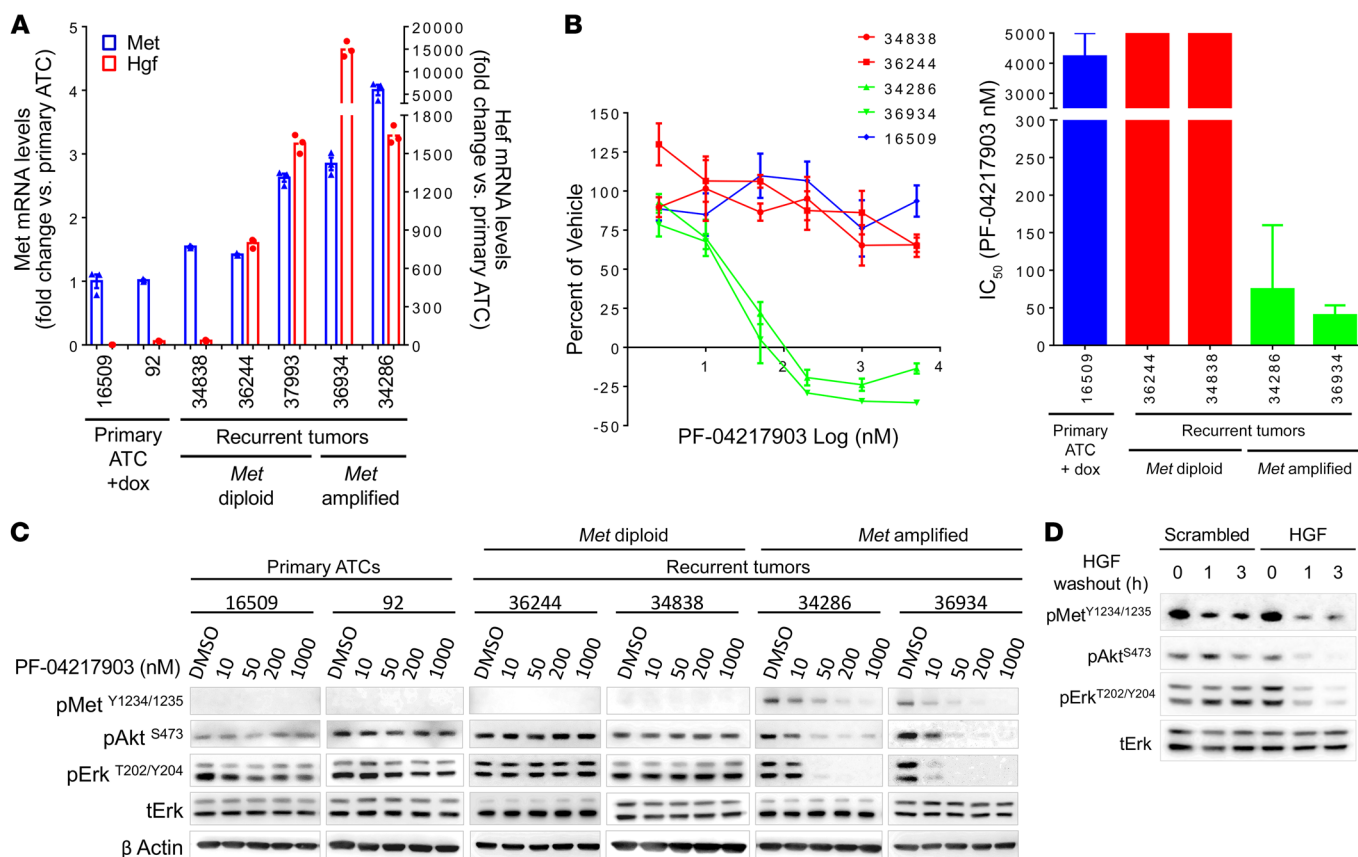 A
Met
Hgf
Met mRNA levels
(fold change vs. primary ATC)
5
4
3
2
1
0
20000
15000
10000
5000
1800
1500
1200
900
600
300
0
Hef mRNA levels
(fold change vs. primary ATC)
16509
92
34838
36244
37993
36934
34286
Primary
ATC
+dox
Recurrent tumors
Met
diploid
Met
amplified
B
34838
36244
34286
36934
16509
Percent of Vehicle
150
125
100
75
50
25
0
-25
-50
1
2
3
4
PF-04217903 Log (nM)
IC50 (PF-04217903 nM)
5000
4000
3000
300
250
200
150
100
50
0
16509
36244
34838
34286
36934
Primary
ATC
+ dox
Recurrent tumors
Met diploid
Met amplified
C
Met diploid
Met amplified
Primary ATCs
Recurrent tumors
16509
92
36244
34838
34286
36934
PF-04217903 (nM)
DMSO 10 50 200 1000
DMSO 10 50 200 1000
DMSO 10 50 200 1000
DMSO 10 50 200 1000
DMSO 10 50 200 1000
DMSO 10 50 200 1000
pMet Y1234/1235
pAkt S473
pErk T202/Y204
tErk
β Actin
D
Scrambled
HGF
HGF
washout (h)
0 1 3 0 1 3
pMet Y1234/1235
pAkt S473
pErk T202/Y204
tErk